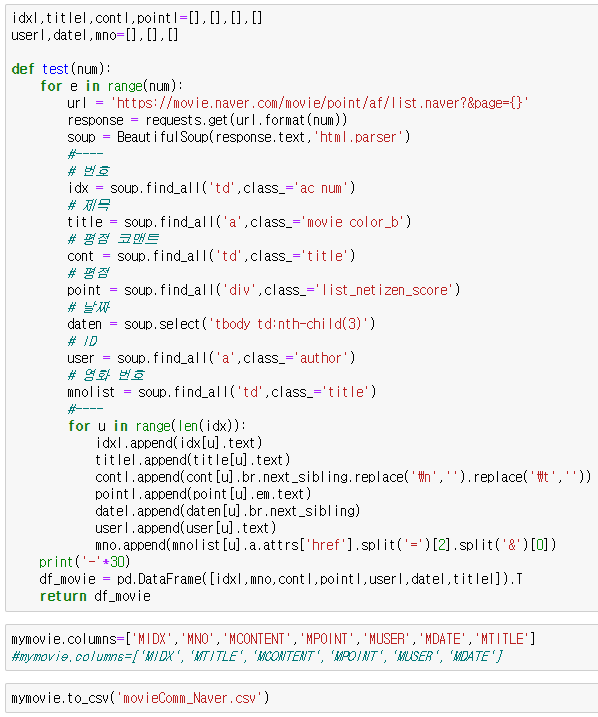 idxl,titlel,contl,pointl=[],[],[],[]
userl,datel,mno=[],[],[]

def test(num):
    for e in range(num):
        url = 'https://movie.naver.com/movie/point/af/list.naver?&page={}'
        response = requests.get(url.format(num))
        soup = BeautifulSoup(response.text,'html.parser')
        #----
        # 번호
        idx = soup.find_all('td',class_='ac num')
        # 제목
        title = soup.find_all('a',class_='movie color_b')
        # 평점 코맨트
        cont = soup.find_all('td',class_='title')
        # 평점
        point = soup.find_all('div',class_='list_netizen_score')
        # 날짜
        daten = soup.select('tbody td:nth-child(3)')
        # ID
        user = soup.find_all('a',class_='author')
        # 영화 번호
        mnolist = soup.find_all('td',class_='title')
        #----
        for u in range(len(idx)):
            idxl.append(idx[u].text)
            titlel.append(title[u].text)
            contl.append(cont[u].br.next_sibling.replace('₩n','').replace('₩t',''))
            pointl.append(point[u].em.text)
            datel.append(daten[u].br.next_sibling)
            userl.append(user[u].text)
            mno.append(mnolist[u].a.attrs['href'].split('=')[2].split('&')[0])
    print('-'*30)
    df_movie = pd.DataFrame([idxl,mno,contl,pointl,userl,datel,titlel]).T
    return df_movie

mymovie.columns=['MIDX','MNO','MCONTENT','MPOINT','MUSER','MDATE','MTITLE']
#mymovie.columns=['MIDX','MTITLE','MCONTENT','MPOINT','MUSER','MDATE']

mymovie.to_csv('movieComm_Naver.csv')